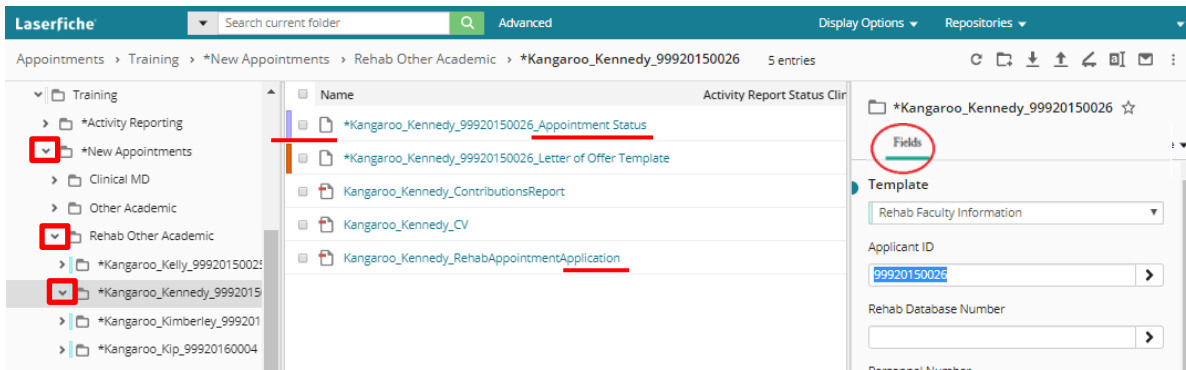 Laserfiche
Search current folder
Advanced
Display Options
Repositories
Appointments › Training › *New Appointments › Rehab Other Academic › *Kangaroo_Kennedy_99920150026
5 entries
Training
*Activity Reporting
*New Appointments
Clinical MD
Other Academic
Rehab Other Academic
*Kangaroo_Kelly_9992015002
*Kangaroo_Kennedy_9992015
*Kangaroo_Kimberley_999201
*Kangaroo_Kip_99920160004
Name
Activity Report Status Clir
*Kangaroo_Kennedy_99920150026_Appointment Status
*Kangaroo_Kennedy_99920150026_Letter of Offer Template
Kangaroo_Kennedy_ContributionsReport
Kangaroo_Kennedy_CV
Kangaroo_Kennedy_RehabAppointmentApplication
*Kangaroo_Kennedy_99920150026
Fields
Template
Rehab Faculty Information
Applicant ID
99920150026
Rehab Database Number